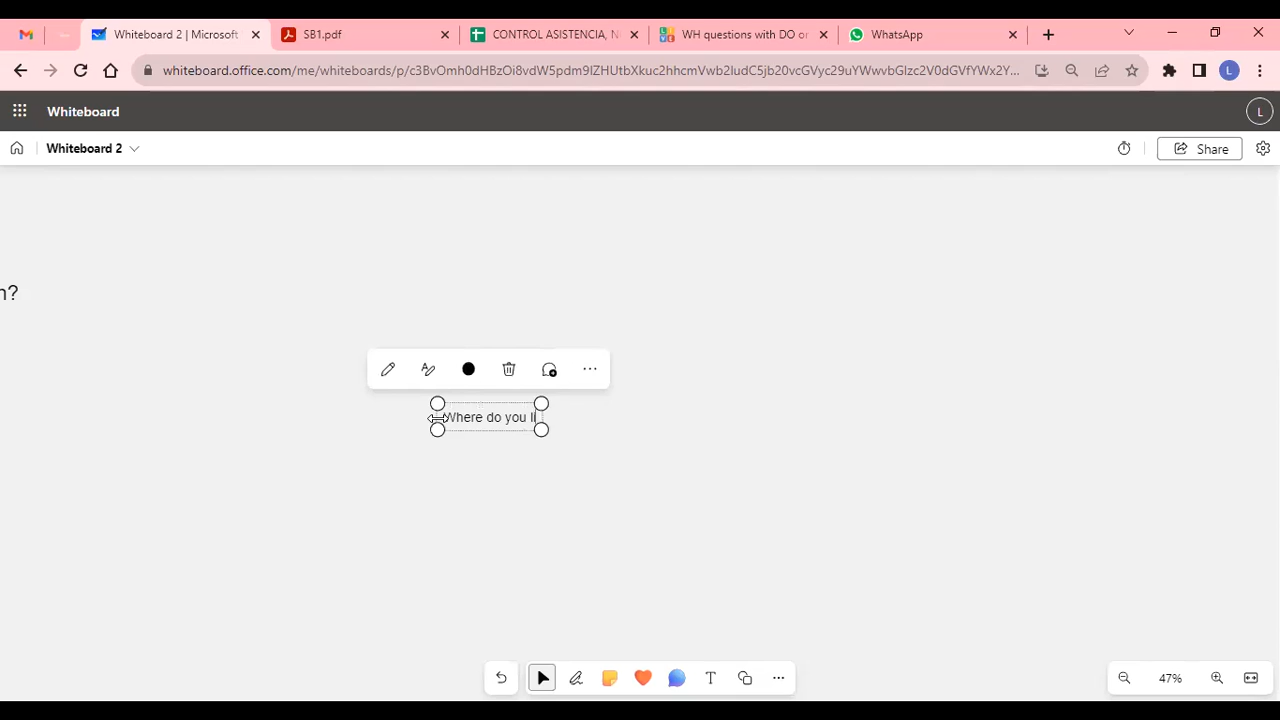 Whiteboard 2 | Microsoft
SB1.pdf
CONTROL ASISTENCIA, N
WH questions with DO or
WhatsApp
whiteboard.office.com/me/whiteboards/p/
L
Whiteboard
L
Whiteboard 2
Share
n?
Where do you li
T
47%